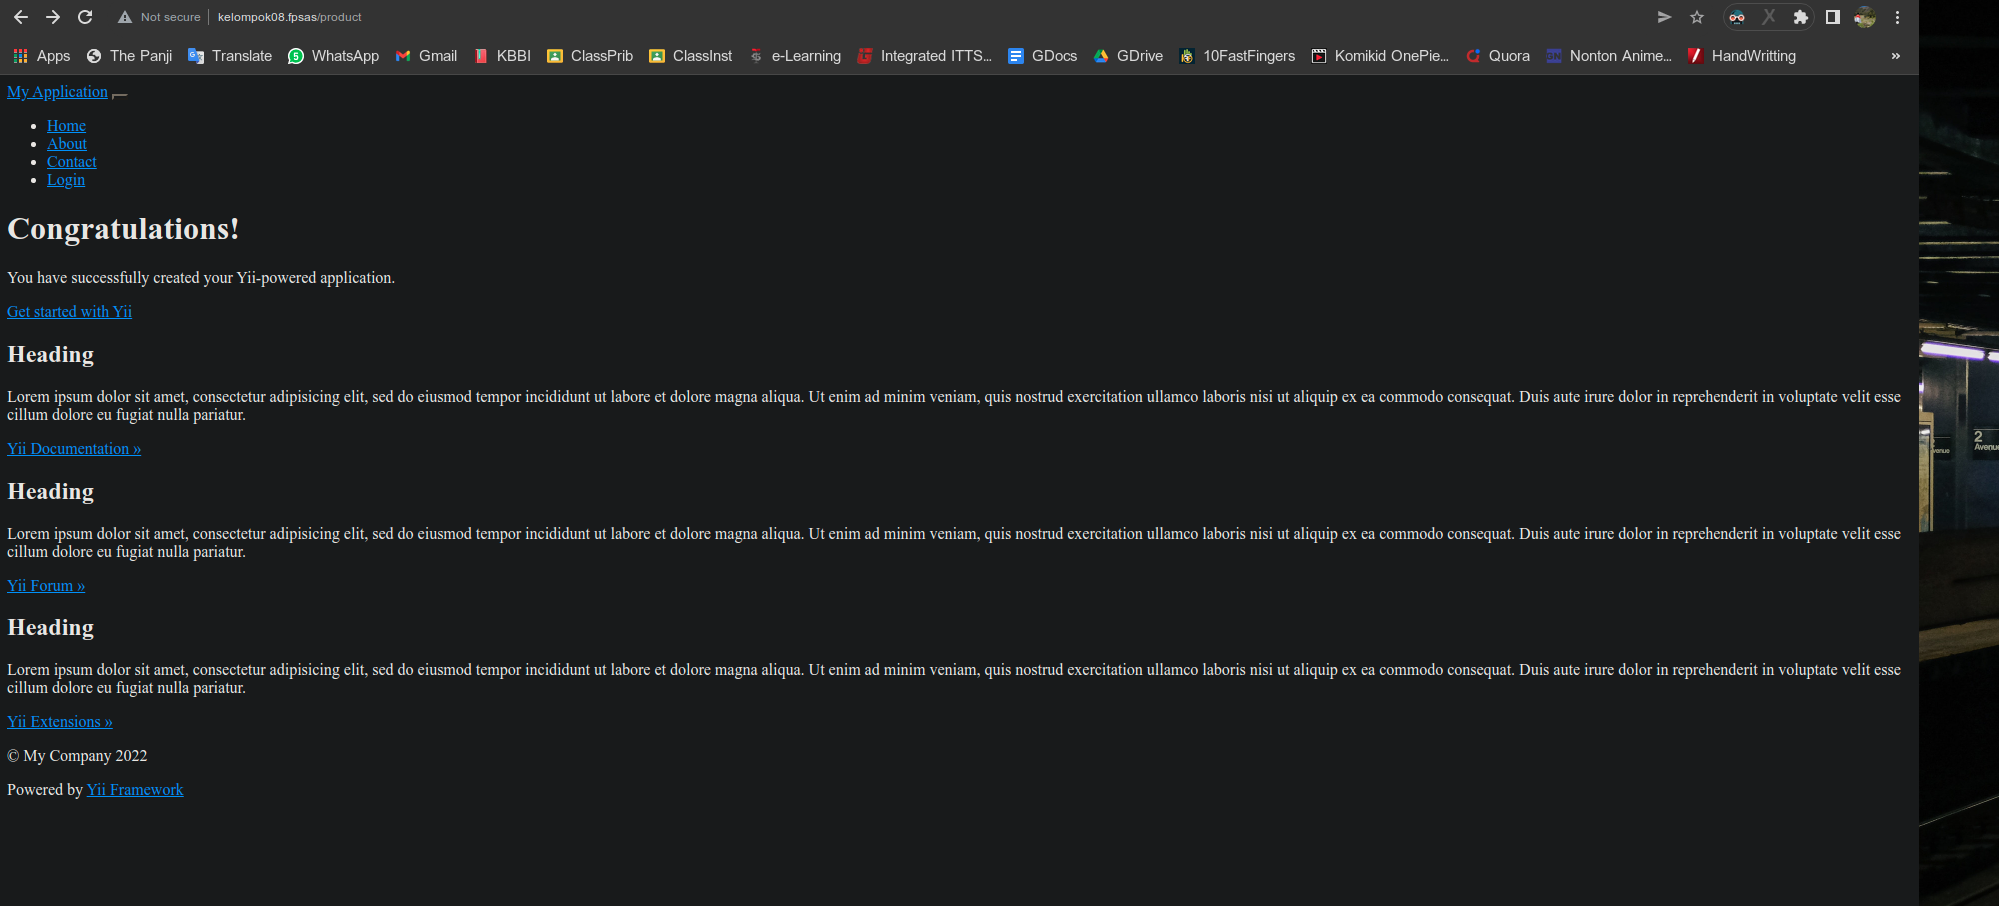 Not secure | kelompok08.fpsas/product
Apps The Panji Translate WhatsApp Gmail KBBI ClassPrib ClassInst e-Learning Integrated ITTS... GDocs GDrive 10FastFingers Komikid OnePie... Quora Nonton Anime... HandWritting »
My Application
Home
About
Contact
Login
Congratulations!
You have successfully created your Yii-powered application.
Get started with Yii
Heading
Lorem ipsum dolor sit amet, consectetur adipisicing elit, sed do eiusmod tempor incididunt ut labore et dolore magna aliqua. Ut enim ad minim veniam, quis nostrud exercitation ullamco laboris nisi ut aliquip ex ea commodo consequat. Duis aute irure dolor in reprehenderit in voluptate velit esse
cillum dolore eu fugiat nulla pariatur.
Yii Documentation »
Heading
Lorem ipsum dolor sit amet, consectetur adipisicing elit, sed do eiusmod tempor incididunt ut labore et dolore magna aliqua. Ut enim ad minim veniam, quis nostrud exercitation ullamco laboris nisi ut aliquip ex ea commodo consequat. Duis aute irure dolor in reprehenderit in voluptate velit esse
cillum dolore eu fugiat nulla pariatur.
Yii Forum »
Heading
Lorem ipsum dolor sit amet, consectetur adipisicing elit, sed do eiusmod tempor incididunt ut labore et dolore magna aliqua. Ut enim ad minim veniam, quis nostrud exercitation ullamco laboris nisi ut aliquip ex ea commodo consequat. Duis aute irure dolor in reprehenderit in voluptate velit esse
cillum dolore eu fugiat nulla pariatur.
Yii Extensions »
© My Company 2022
Powered by Yii Framework
2
Avenue